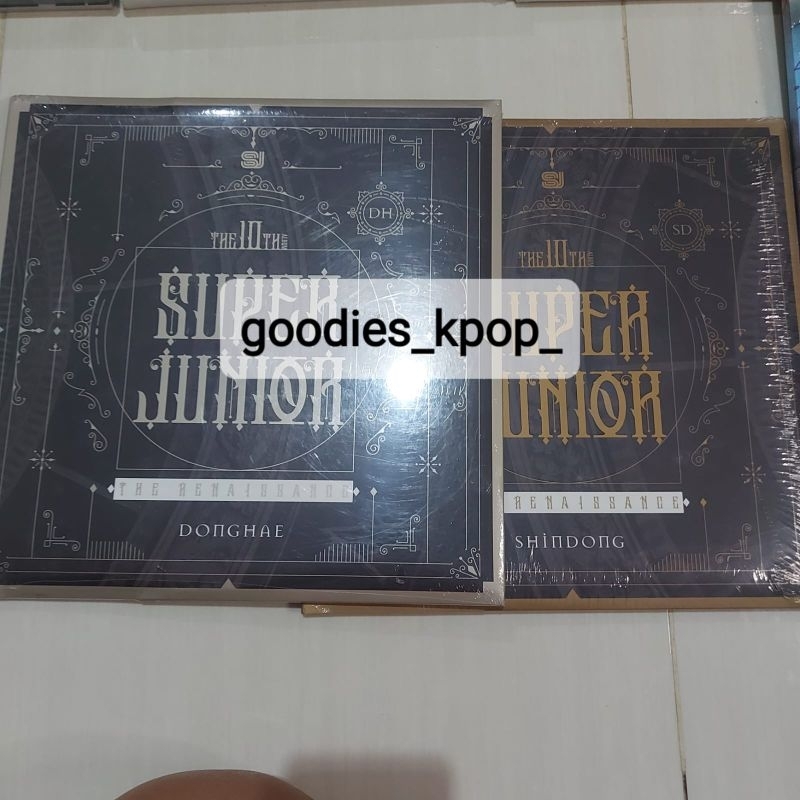 SJ
THE 10TH
DH
SUPER
JUNIOR
THE RENAISSANCE
DONGHAE
SJ
THE 10TH
SD
UPER
UNIOR
RENAISSANCE
SHINDONG
goodies_kpop_